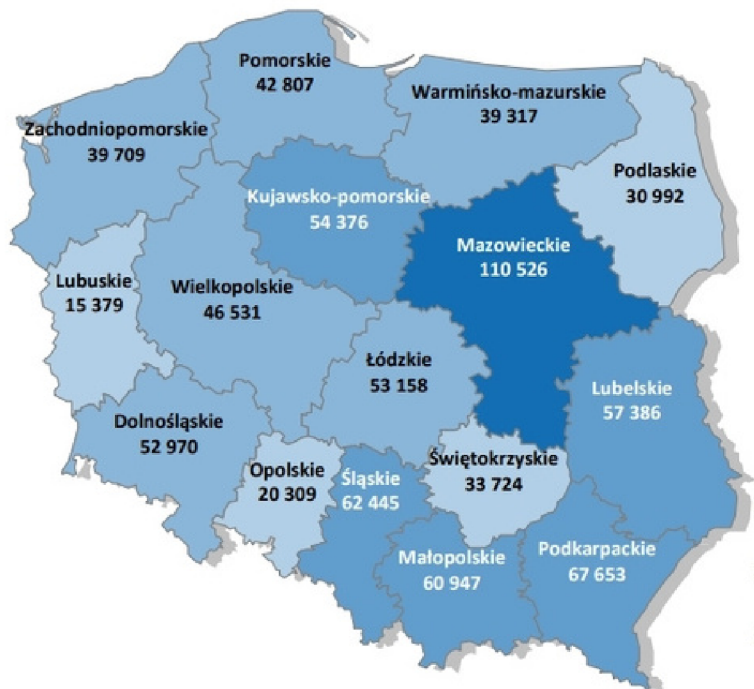 Pomorskie
42 807
Warmińsko-mazurskie
39 317
Zachodniopomorskie
39 709
Podlaskie
30 992
Kujawsko-pomorskie
54 376
Mazowieckie
110 526
Lubuskie
15 379
Wielkopolskie
46 531
Łódzkie
53 158
Lubelskie
57 386
Dolnośląskie
52 970
Opolskie
20 309
Śląskie
62 445
Świętokrzyskie
33 724
Małopolskie
60 947
Podkarpackie
67 653